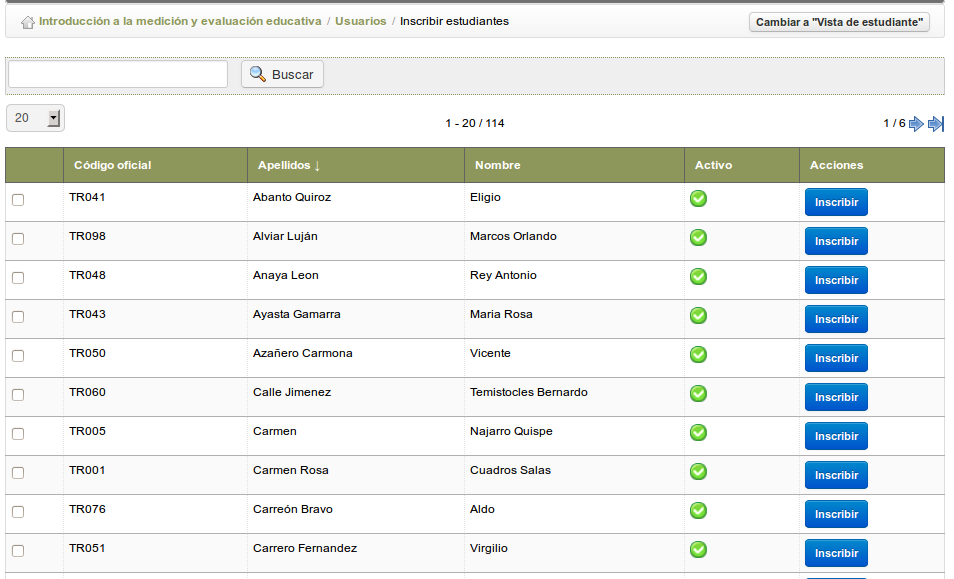 Introducción a la medición y evaluación educativa / Usuarios / Inscribir estudiantes Cambiar a "Vista de estudiante"
Buscar
20 1 - 20 / 114 1 / 6
Código oficial Apellidos ↓ Nombre Activo Acciones
TR041 Abanto Quiroz Eligio Inscribir
TR098 Alviar Luján Marcos Orlando Inscribir
TR048 Anaya Leon Rey Antonio Inscribir
TR043 Ayasta Gamarra Maria Rosa Inscribir
TR050 Azañero Carmona Vicente Inscribir
TR060 Calle Jimenez Temistocles Bernardo Inscribir
TR005 Carmen Najarro Quispe Inscribir
TR001 Carmen Rosa Cuadros Salas Inscribir
TR076 Carreón Bravo Aldo Inscribir
TR051 Carrero Fernandez Virgilio Inscribir